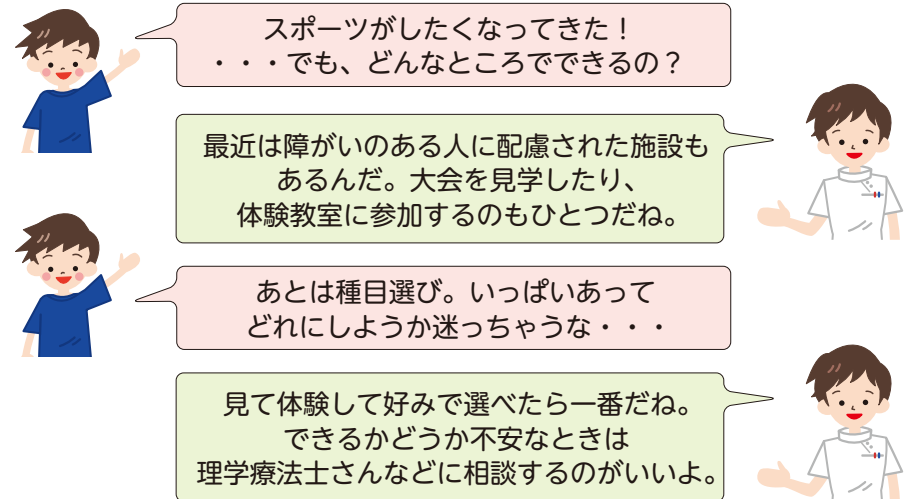 スポーツがしたくなってきた！
・・・でも、どんなところでできるの？
最近は障がいのある人に配慮された施設も
あるんだ。大会を見学したり、
体験教室に参加するのもひとつだね。
あとは種目選び。いっぱいあって
どれにしようか迷っちゃうな・・・
見て体験して好みで選べたら一番だね。
できるかどうか不安なときは
理学療法士さんなどに相談するのがいいよ。